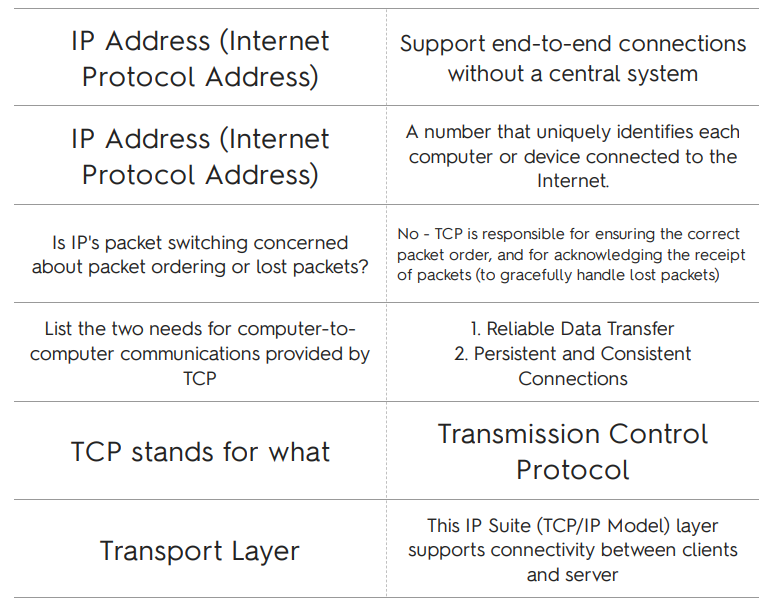 IP Address (Internet
Protocol Address)
Support end-to-end connections
without a central system
IP Address (Internet
Protocol Address)
A number that uniquely identifies each
computer or device connected to the
Internet.
Is IP's packet switching concerned
about packet ordering or lost packets?
No - TCP is responsible for ensuring the correct
packet order, and for acknowledging the receipt
of packets (to gracefully handle lost packets)
List the two needs for computer-to-
computer communications provided by
TCP
1. Reliable Data Transfer
2. Persistent and Consistent
Connections
TCP stands for what
Transmission Control
Protocol
Transport Layer
This IP Suite (TCP/IP Model) layer
supports connectivity between clients
and server